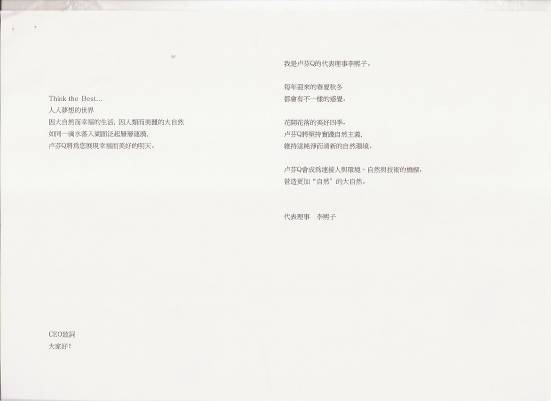 Think the Best...
人人夢想的世界
因大自然而幸福的生活, 因人類而美麗的大自然
如同一滴水落入湖面泛起層層漣漪,
卢芬Q將為您展現幸福而美好的明天。
CEO致詞
大家好!
我是卢芬Q的代表理事李熙子。
每年迎來的春夏秋冬
都會有不一樣的感覺。
花開花落的美好四季。
卢芬Q將堅持實踐自然主義,
維持這純淨而清新的自然環境。
卢芬Q會成為連接人與環境、自然與技術的橋樑,
營造更加“自然”的大自然。
代表理事 李熙子